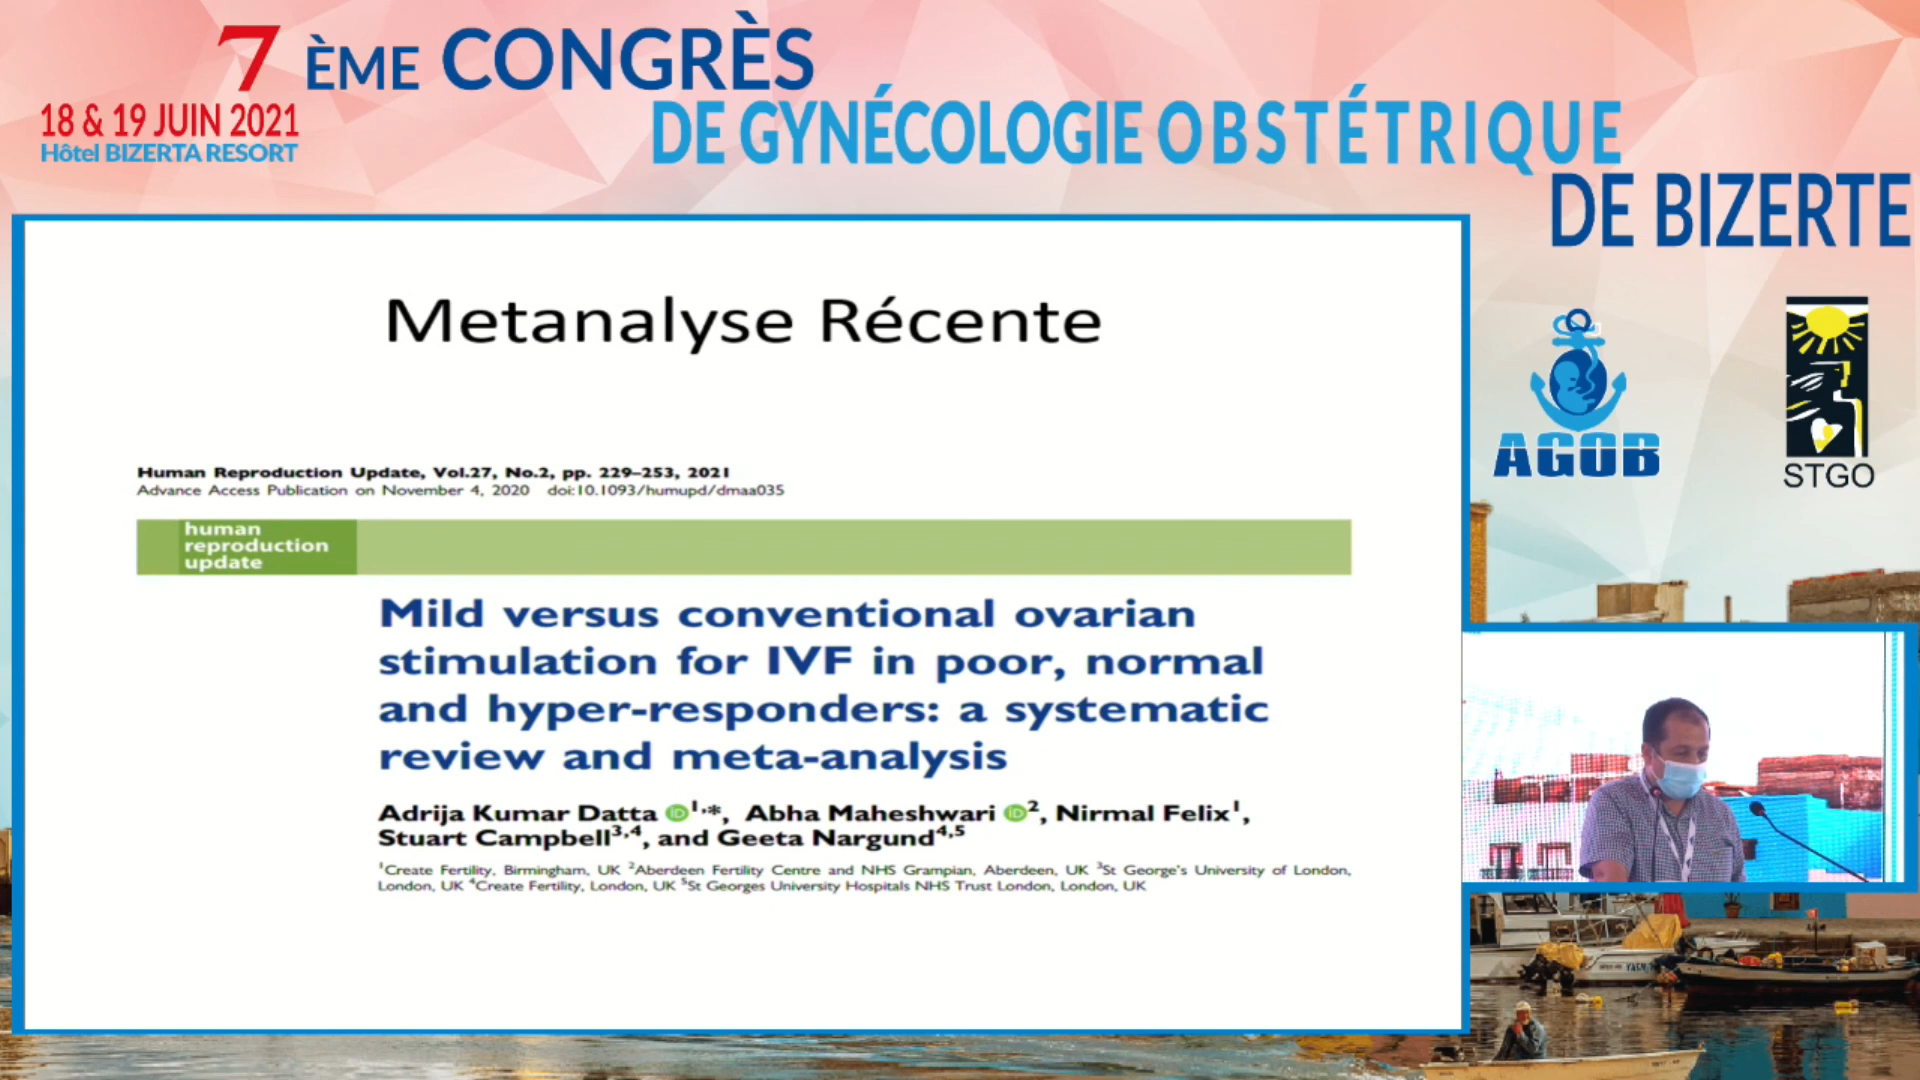 7 ÈME CONGRÈS
18 & 19 JUIN 2021
Hôtel BIZERTA RESORT
DE GYNÉCOLOGIE OBSTÉTRIQUE
DE BIZERTE
Metanalyse Récente
Human Reproduction Update, Vol.27, No.2, pp. 229–253, 2021
Advance Access Publication on November 4, 2020 doi:10.1093/humupd/dmaa035
human
reproduction
update
Mild versus conventional ovarian
stimulation for IVF in poor, normal
and hyper-responders: a systematic
review and meta-analysis
Adrija Kumar Datta iD 1,*, Abha Maheshwari iD 2, Nirmal Felix1,
Stuart Campbell3,4, and Geeta Nargund4,5
1Create Fertility, Birmingham, UK 2Aberdeen Fertility Centre and NHS Grampian, Aberdeen, UK 3St George's University of London,
London, UK 4Create Fertility, London, UK 5St Georges University Hospitals NHS Trust London, London, UK
AGOB
STGO